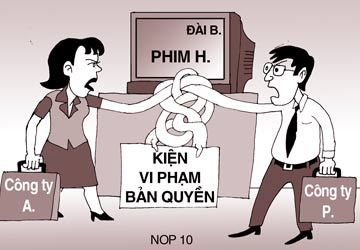 ĐÀI B.
PHIM H.
KIỆN
VI PHẠM
BẢN QUYỀN
Công ty
A.
Công ty
P.
NOP 10